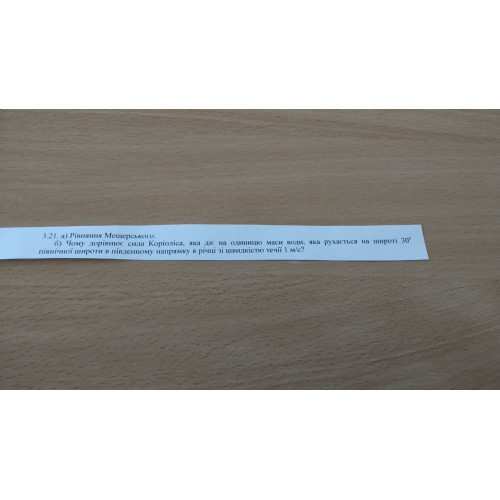 3.21. а) Рівняння Мещерського.
б) Чому дорівнює сила Коріоліса, яка діє на одиницю маси води, яка рухається на широті 30⁰
північної широти в південному напрямку в річці зі швидкістю течії 1 м/с?